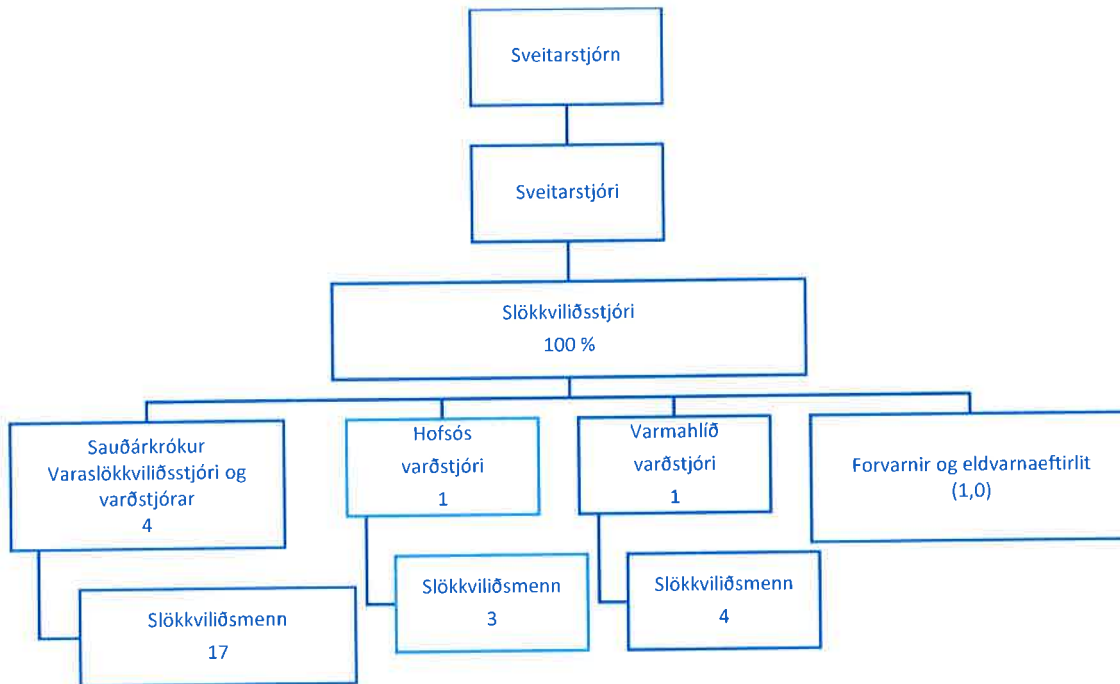 Sveitarstjórn
Sveitarstjóri
Slökkviliðsstjóri
100 %
Sauðárkrókur
Varaslökkviliðsstjóri og
varðstjórar
4
Hofsós
varðstjóri
1
Varmahlíð
varðstjóri
1
Forvarnir og eldvarnaeftirlit
(1,0)
Slökkviliðsmenn
17
Slökkviliðsmenn
3
Slökkviliðsmenn
4